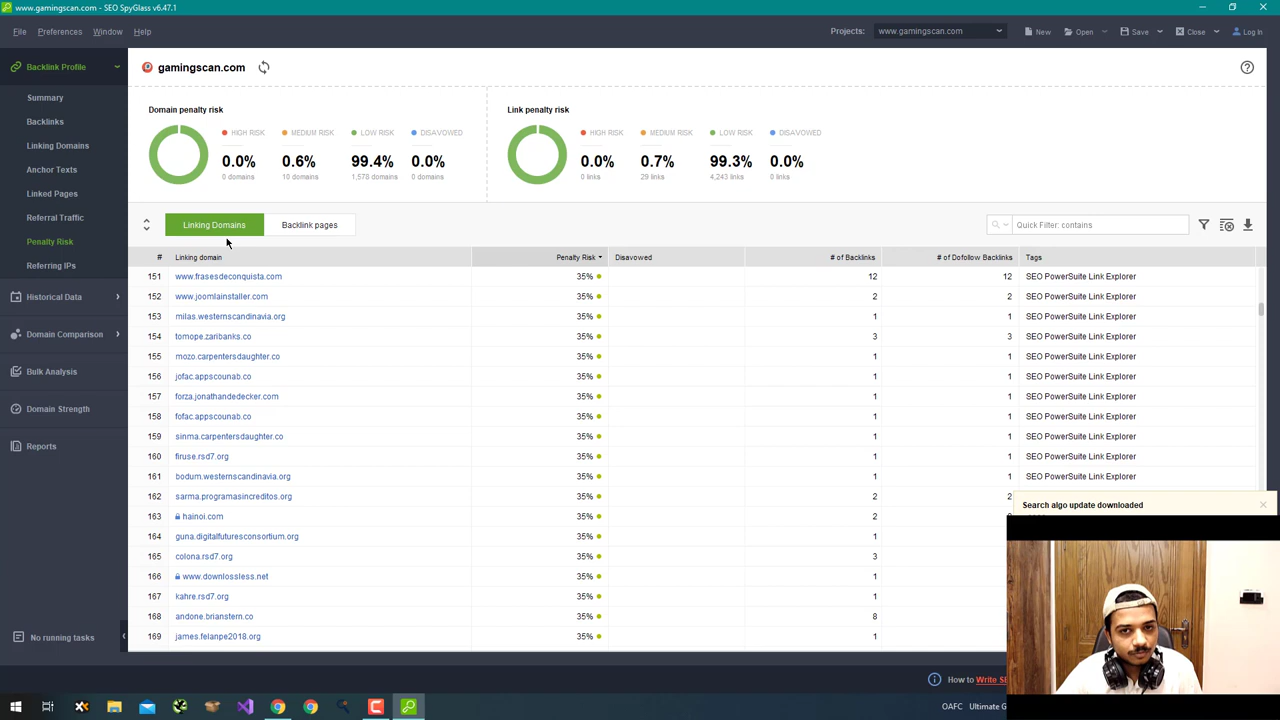 www.gamingscan.com - SEO SpyGlass v6.47.1
File Preferences Window Help
Projects: www.gamingscan.com New Open Save Close Log In
Backlink Profile
Summary
Backlinks
Linking Domains
Anchor Texts
Linked Pages
Referral Traffic
Penalty Risk
Referring IPs
Historical Data
Domain Comparison
Bulk Analysis
Domain Strength
Reports
No running tasks
gamingscan.com
Domain penalty risk
HIGH RISK MEDIUM RISK LOW RISK DISAVOWED
0.0% 0.6% 99.4% 0.0%
0 domains 10 domains 1,578 domains 0 domains
Link penalty risk
HIGH RISK MEDIUM RISK LOW RISK DISAVOWED
0.0% 0.7% 99.3% 0.0%
0 links 29 links 4,243 links 0 links
Linking Domains Backlink pages Quick Filter: contains
# Linking domain Penalty Risk Disavowed # of Backlinks # of Dofollow Backlinks Tags
151 www.frasesdeconquista.com 35% 12 12 SEO PowerSuite Link Explorer
152 www.joomlainstaller.com 35% 2 2 SEO PowerSuite Link Explorer
153 milas.westernscandinavia.org 35% 1 1 SEO PowerSuite Link Explorer
154 tomope.zaribanks.co 35% 3 3 SEO PowerSuite Link Explorer
155 mozo.carpentersdaughter.co 35% 1 1 SEO PowerSuite Link Explorer
156 jofac.appscounab.co 35% 1 1 SEO PowerSuite Link Explorer
157 forza.jonathandedecker.com 35% 1 1 SEO PowerSuite Link Explorer
158 fofac.appscounab.co 35% 1 1 SEO PowerSuite Link Explorer
159 sinma.carpentersdaughter.co 35% 1 1 SEO PowerSuite Link Explorer
160 firuse.rsd7.org 35% 1 1 SEO PowerSuite Link Explorer
161 bodum.westernscandinavia.org 35% 1 1 SEO PowerSuite Link Explorer
162 sarma.programasincreditos.org 35% 2 2
163 hainoi.com 35% 2
164 guna.digitalfuturesconsortium.org 35% 1
165 colona.rsd7.org 35% 3
166 www.downlossless.net 35% 1
167 kahre.rsd7.org 35% 1
168 andone.brianstern.co 35% 8
169 james.felanpe2018.org 35% 1
Search algo update downloaded
How to Write SE
OAFC Ultimate G